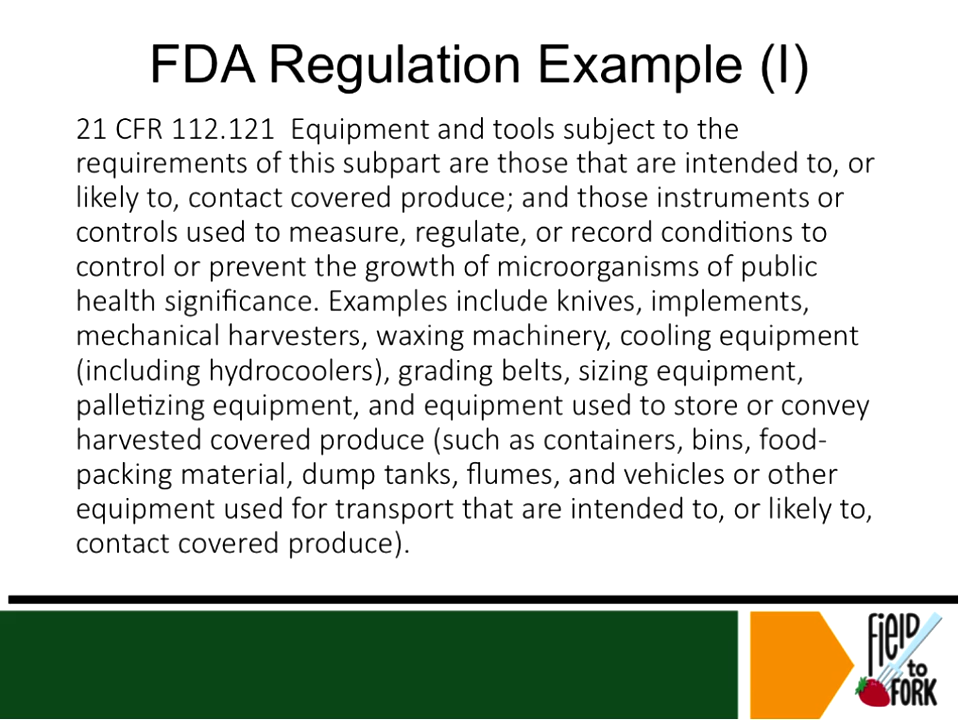 FDA Regulation Example (I)
21 CFR 112.121  Equipment and tools subject to the
requirements of this subpart are those that are intended to, or
likely to, contact covered produce; and those instruments or
controls used to measure, regulate, or record conditions to
control or prevent the growth of microorganisms of public
health significance. Examples include knives, implements,
mechanical harvesters, waxing machinery, cooling equipment
(including hydrocoolers), grading belts, sizing equipment,
palletizing equipment, and equipment used to store or convey
harvested covered produce (such as containers, bins, food-
packing material, dump tanks, flumes, and vehicles or other
equipment used for transport that are intended to, or likely to,
contact covered produce).
FiElD
to
FORK